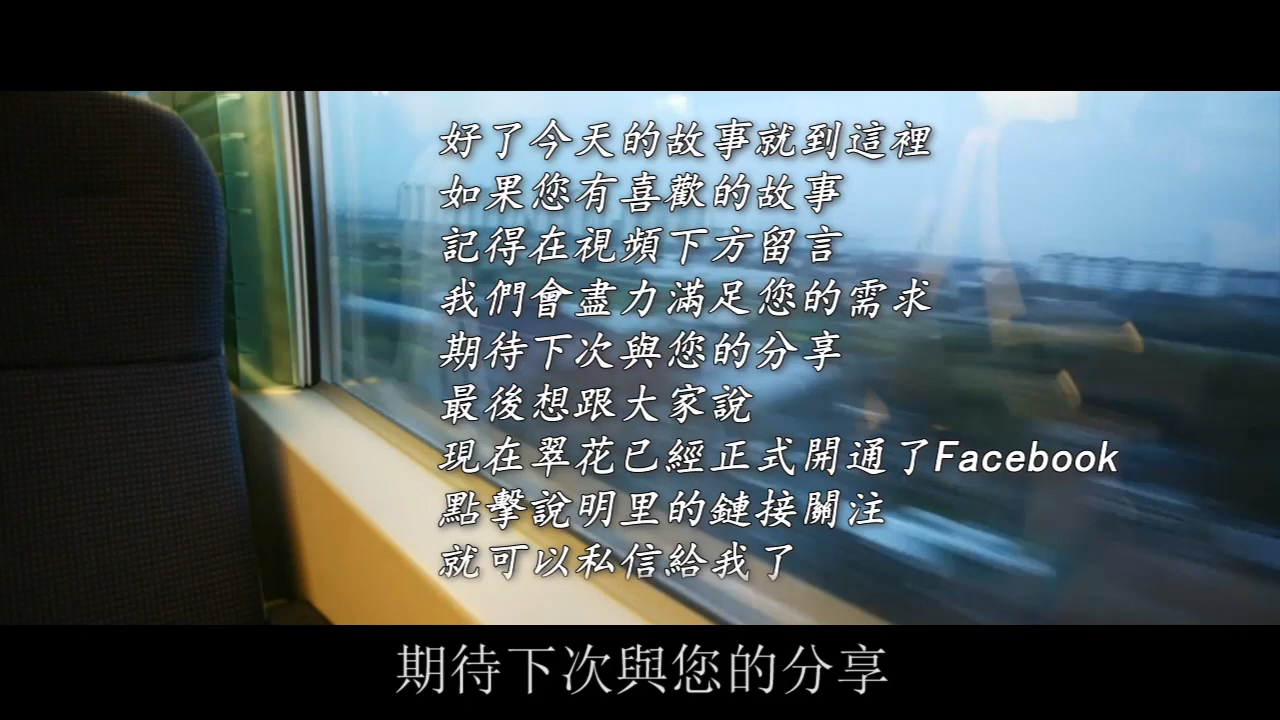 好了今天的故事就到這裡
如果您有喜歡的故事
記得在視頻下方留言
我們會盡力滿足您的需求
期待下次與您的分享
最後想跟大家說
現在翠花已經正式開通了Facebook
點擊說明里的鏈接關注
就可以私信給我了
期待下次與您的分享